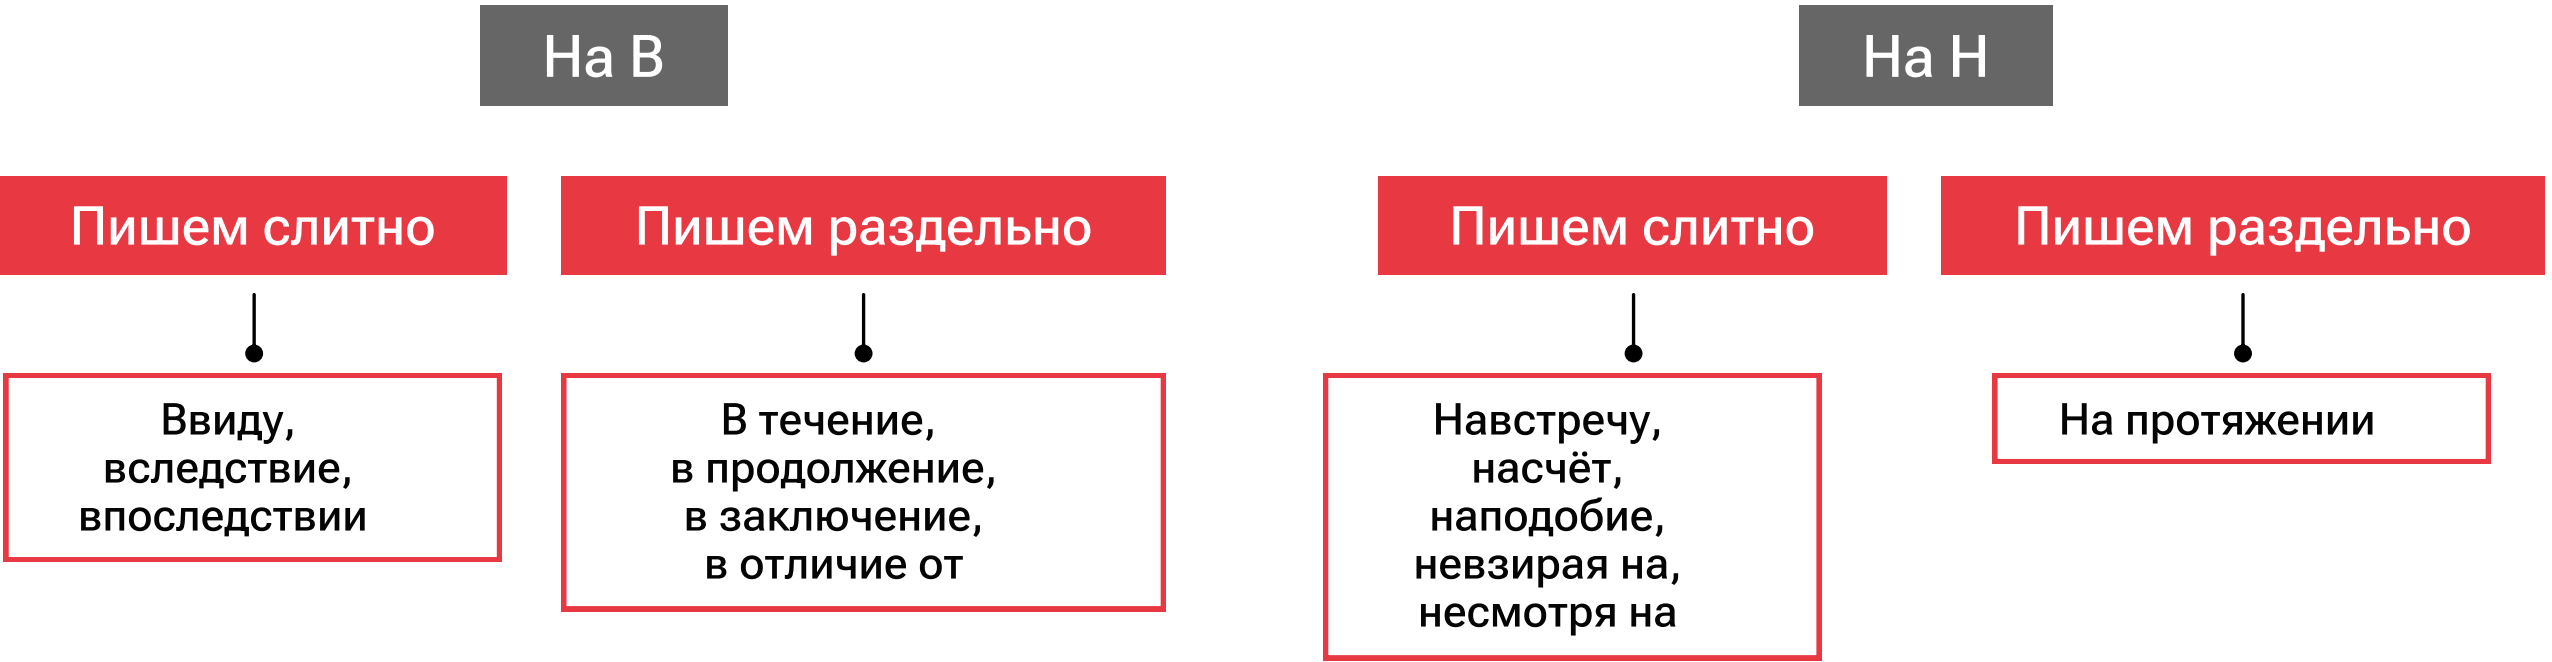 На В
На Н
Пишем слитно
Пишем раздельно
Пишем слитно
Пишем раздельно
Ввиду,
вследствие,
впоследствии
В течение,
в продолжение,
в заключение,
в отличие от
Навстречу,
насчёт,
наподобие,
невзирая на,
несмотря на
На протяжении